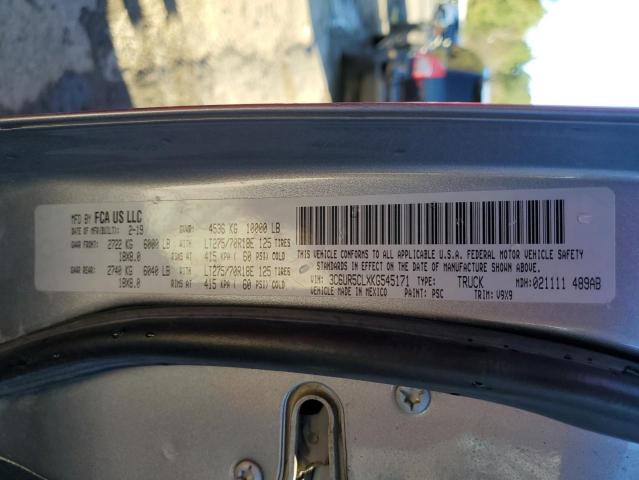 MFD BY FCA US LLC
DATE OF MFR(BUILT): 2-19 GVWR: 4536 KG 10000 LB
GAWR FRONT: 2722 KG 6000 LB WITH LT275/70R18E 125 TIRES
18X8.0 RIMS AT 415 KPA ( 60 PSI) COLD
GAWR REAR: 2740 KG 6040 LB WITH LT275/70R18E 125 TIRES
18X8.0 RIMS AT 415 KPA ( 60 PSI) COLD
THIS VEHICLE CONFORMS TO ALL APPLICABLE U.S.A. FEDERAL MOTOR VEHICLE SAFETY
STANDARDS IN EFFECT ON THE DATE OF MANUFACTURE SHOWN ABOVE.
VIN: 3C6UR5CLXKG545171 TYPE: TRUCK MDH: 021111 489AB
VEHICLE MADE IN MEXICO PAINT: PSC TRIM: V9X9